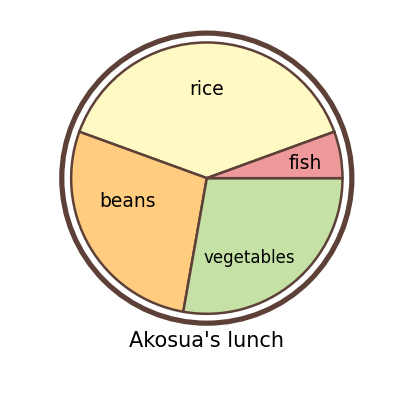 rice
fish
beans
vegetables
Akosua's lunch